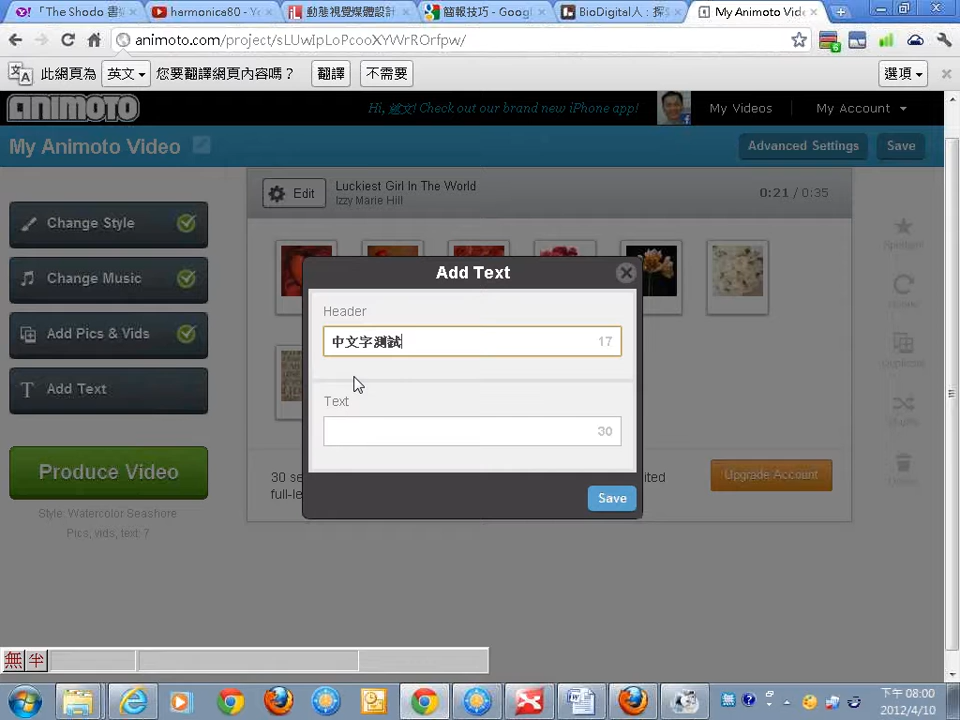 「The Shodo 書
harmonica80 - Yo
動態視覺媒體設計
簡報技巧 - Googl
BioDigital人：探
My Animoto Vide
animoto.com/project/sLUwIpLoPcooXYWrROrfpw/
6
此網頁為 英文 您要翻譯網頁內容嗎？ 翻譯 不需要 選項
ANIMOTO
Check out our brand new iPhone app!
My Videos
My Account
My Animoto Video
Advanced Settings
Save
Change Style
Change Music
Add Pics & Vids
Add Text
Produce Video
Style: Watercolor Seashore
Pics, vids, text: 7
Edit
Luckiest Girl In The World
Izzy Marie Hill
0:21 / 0:35
Add Text
Header
中文字測試
17
Text
30
Save
30 se
full-le
ited
Upgrade Account
無 半
無
下午 08:00
2012/4/10